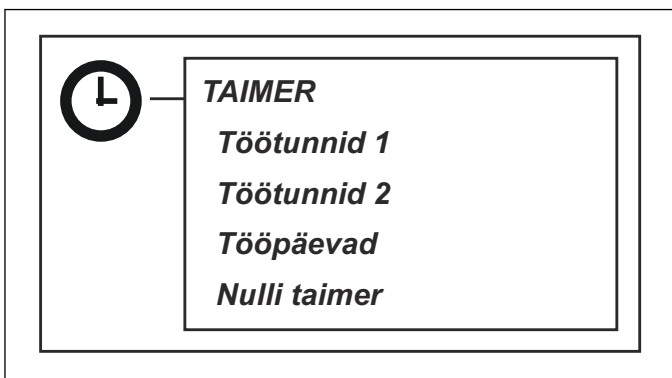 TAIMER
Töötunnid 1
Töötunnid 2
Tööpäevad
Nulli taimer